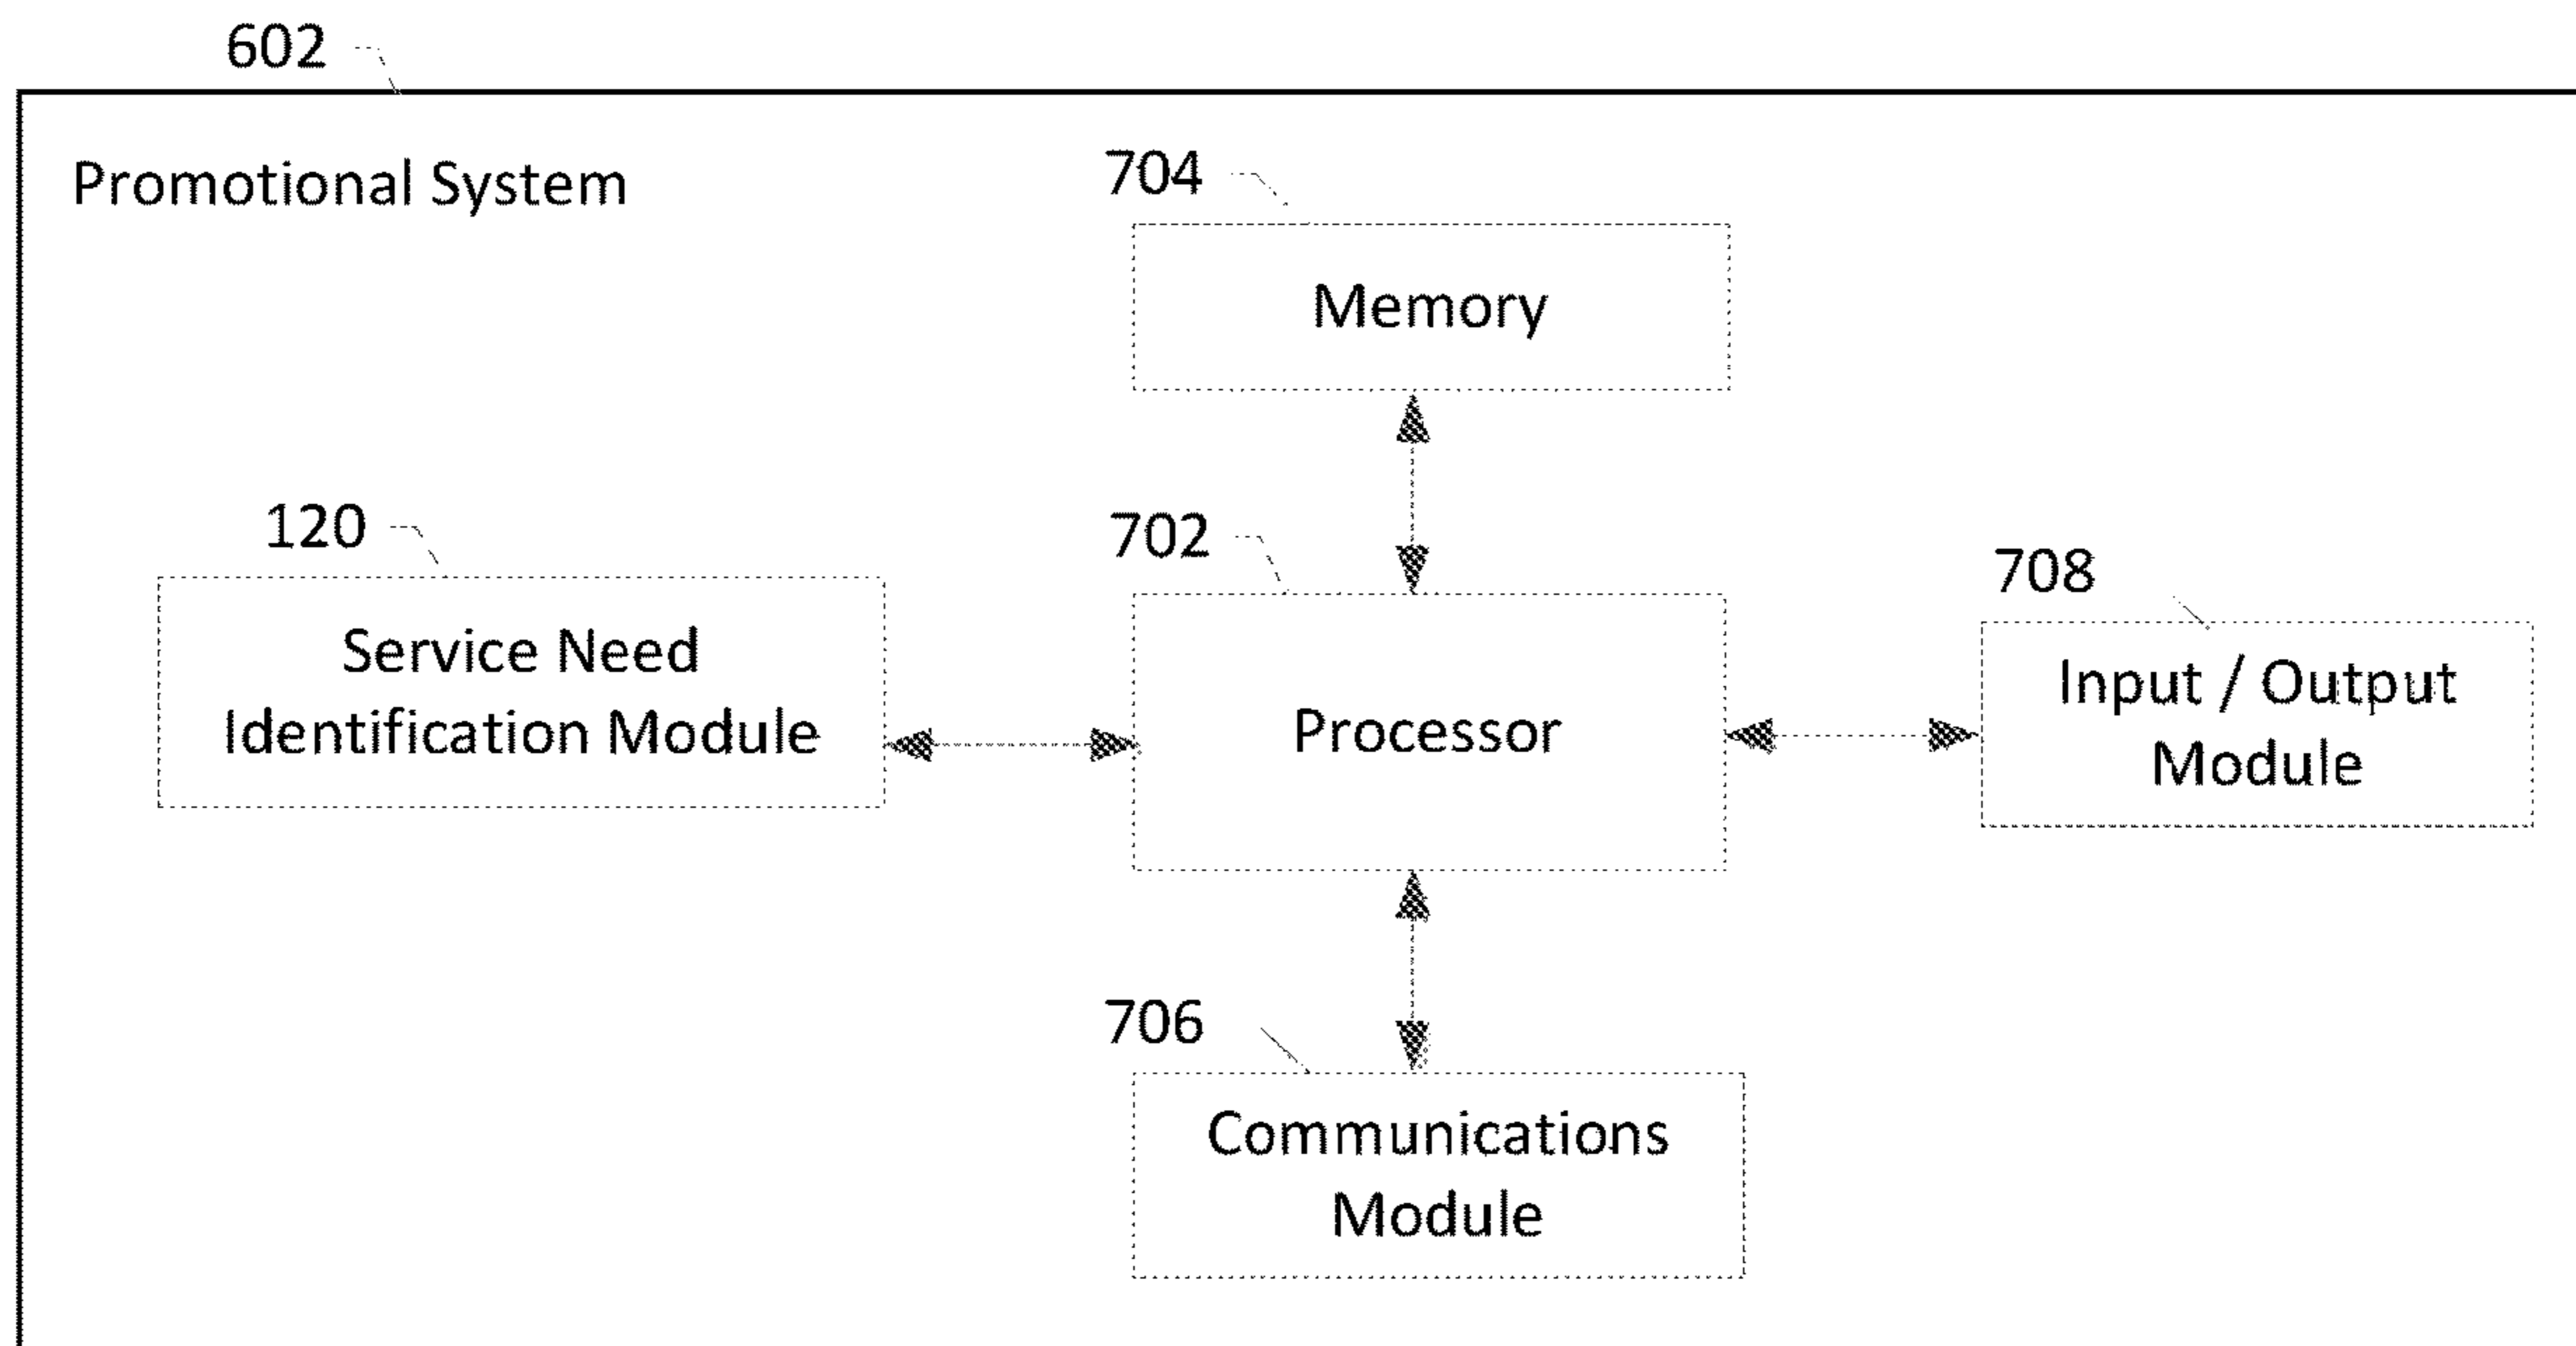 602
Promotional System
704
Memory
120
Service Need
Identification Module
702
Processor
708
Input / Output
Module
706
Communications
Module